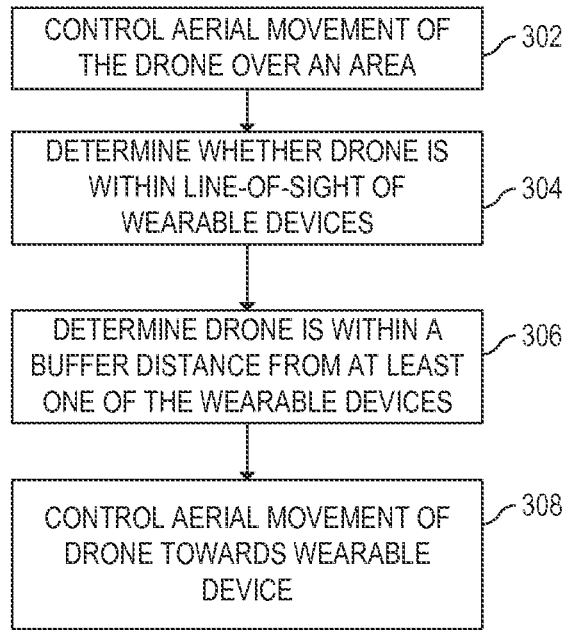 CONTROL AERIAL MOVEMENT OF
THE DRONE OVER AN AREA
302
DETERMINE WHETHER DRONE IS
WITHIN LINE-OF-SIGHT OF
WEARABLE DEVICES
304
DETERMINE DRONE IS WITHIN A
BUFFER DISTANCE FROM AT LEAST
ONE OF THE WEARABLE DEVICES
306
CONTROL AERIAL MOVEMENT OF
DRONE TOWARDS WEARABLE
DEVICE
308